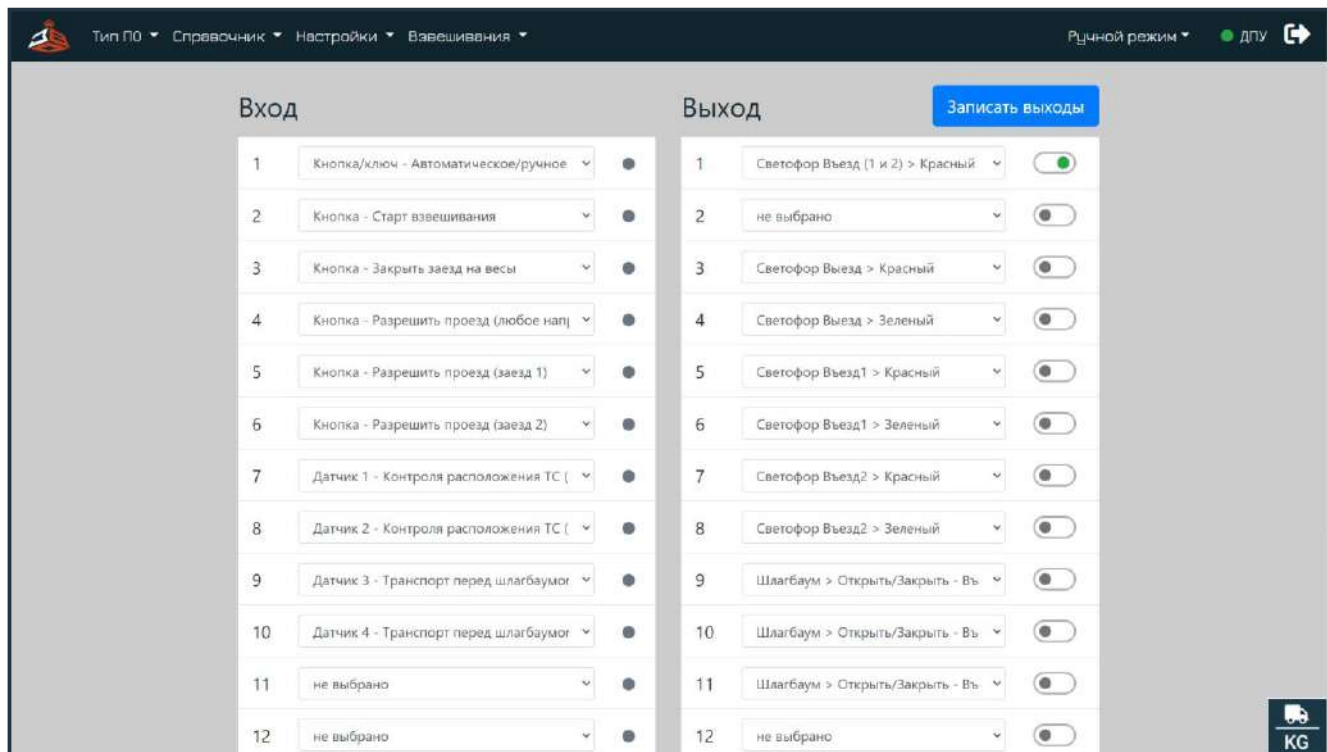 Тип ПО Справочник Настройки Взвешивания Ручной режим ДПУ
Вход Выход Записать выходы
1 Кнопка/ключ - Автоматическое/ручное 1 Светофор Въезд (1 и 2) > Красный
2 Кнопка - Старт взвешивания 2 не выбрано
3 Кнопка - Закрыть заезд на весы 3 Светофор Выезд > Красный
4 Кнопка - Разрешить проезд (любое напр 4 Светофор Выезд > Зеленый
5 Кнопка - Разрешить проезд (заезд 1) 5 Светофор Въезд1 > Красный
6 Кнопка - Разрешить проезд (заезд 2) 6 Светофор Въезд1 > Зеленый
7 Датчик 1 - Контроля расположения ТС ( 7 Светофор Въезд2 > Красный
8 Датчик 2 - Контроля расположения ТС ( 8 Светофор Въезд2 > Зеленый
9 Датчик 3 - Транспорт перед шлагбаумог 9 Шлагбаум > Открыть/Закрыть - Въ
10 Датчик 4 - Транспорт перед шлагбаумог 10 Шлагбаум > Открыть/Закрыть - Въ
11 не выбрано 11 Шлагбаум > Открыть/Закрыть - Въ
12 не выбрано 12 не выбрано
KG